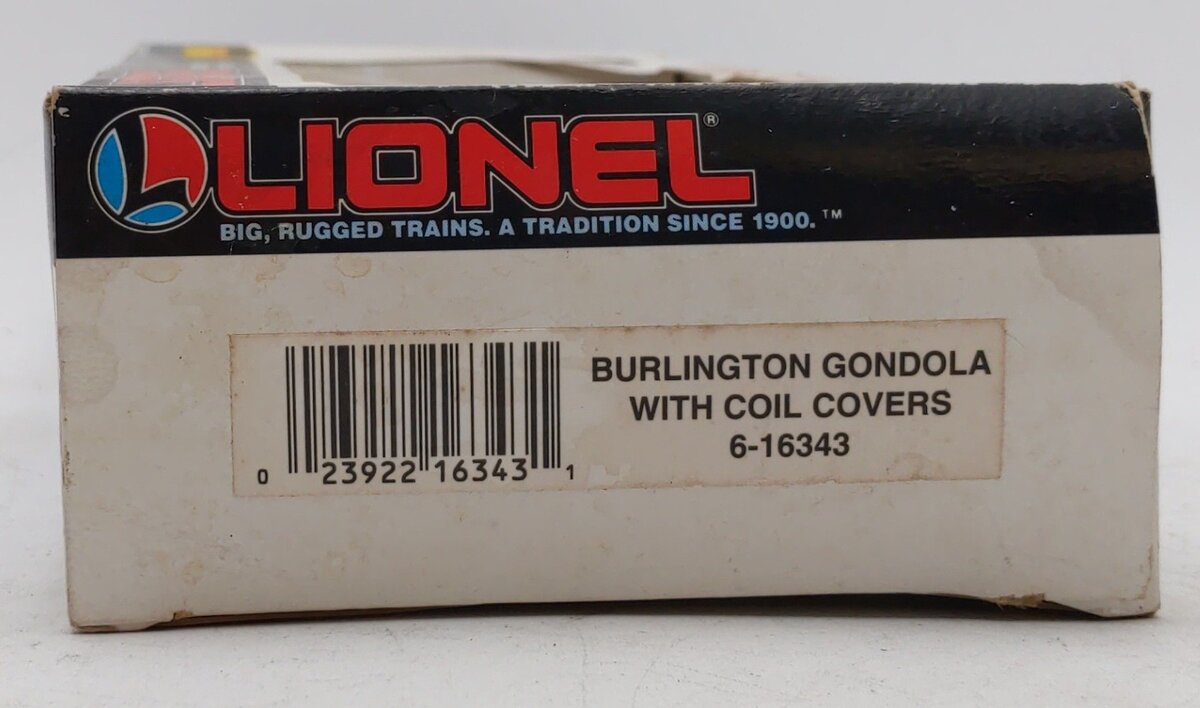 LIONEL®
BIG, RUGGED TRAINS. A TRADITION SINCE 1900.™
BURLINGTON GONDOLA
WITH COIL COVERS
6-16343
0 23922 16343 1